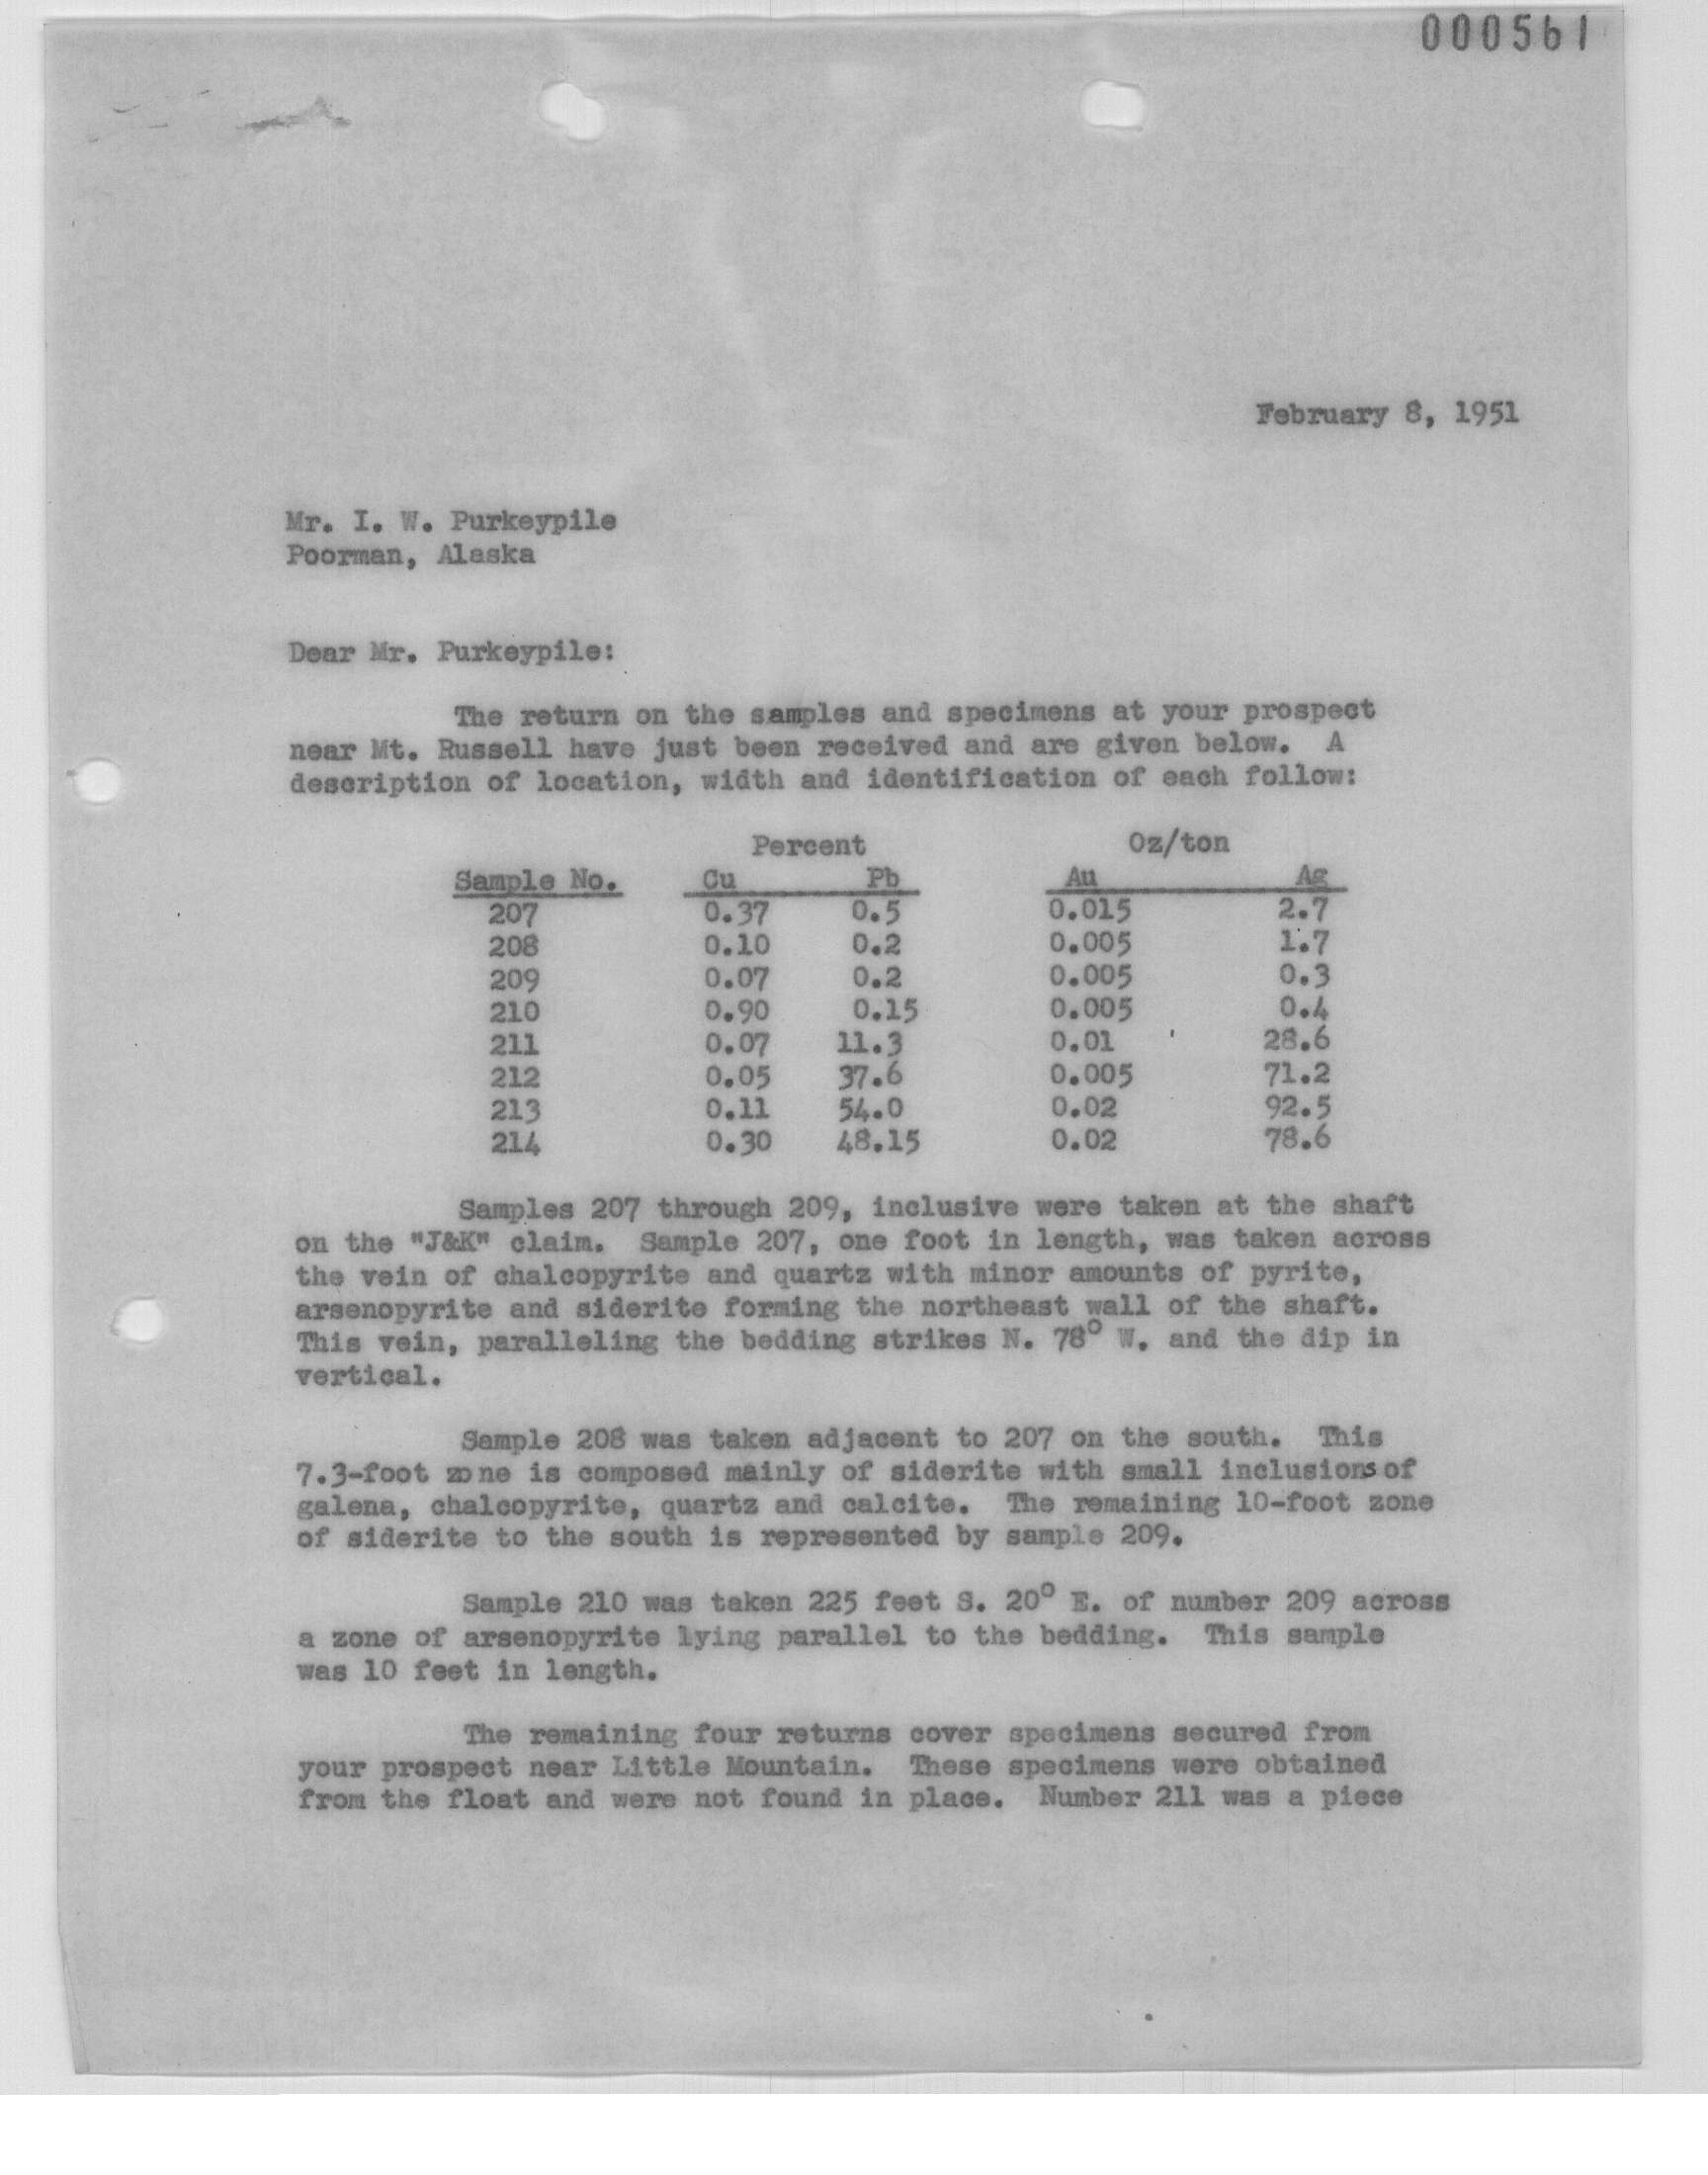 000561
February 8, 1951
Mr. I. W. Purkeypile
Poorman, Alaska
Dear Mr. Purkeypile:
The return on the samples and specimens at your prospect
near Mt. Russell have just been received and are given below. A
description of location, width and identification of each follow:
Percent Oz/ton
Sample No. Cu Pb Au Ag
207 0.37 0.5 0.015 2.7
208 0.10 0.2 0.005 1.7
209 0.07 0.2 0.005 0.3
210 0.90 0.15 0.005 0.4
211 0.07 11.3 0.01 28.6
212 0.05 37.6 0.005 71.2
213 0.11 54.0 0.02 92.5
214 0.30 48.15 0.02 78.6
Samples 207 through 209, inclusive were taken at the shaft
on the "J&K" claim. Sample 207, one foot in length, was taken across
the vein of chalcopyrite and quartz with minor amounts of pyrite,
arsenopyrite and siderite forming the northeast wall of the shaft.
This vein, paralleling the bedding strikes N. 78° W. and the dip in
vertical.
Sample 208 was taken adjacent to 207 on the south. This
7.3-foot zone is composed mainly of siderite with small inclusions of
galena, chalcopyrite, quartz and calcite. The remaining 10-foot zone
of siderite to the south is represented by sample 209.
Sample 210 was taken 225 feet S. 20° E. of number 209 across
a zone of arsenopyrite lying parallel to the bedding. This sample
was 10 feet in length.
The remaining four returns cover specimens secured from
your prospect near Little Mountain. These specimens were obtained
from the float and were not found in place. Number 211 was a piece